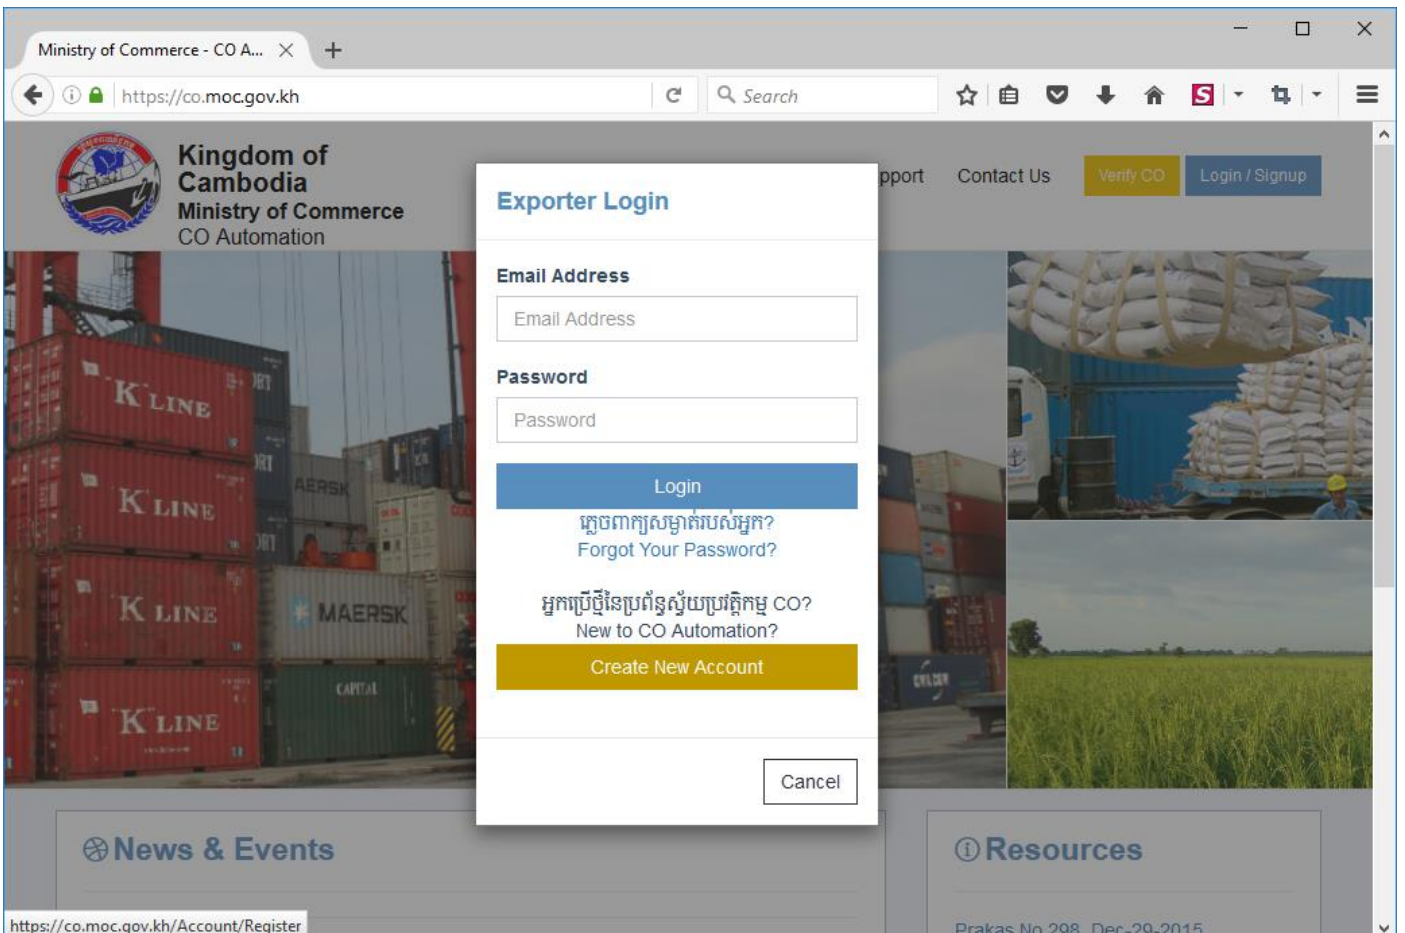 Ministry of Commerce - CO A...
https://co.moc.gov.kh
Search
Kingdom of
Cambodia
Ministry of Commerce
CO Automation
pport
Contact Us
Verify CO
Login / Signup
Exporter Login
Email Address
Email Address
Password
Password
Login
ភ្លេចពាក្យសម្ងាត់របស់អ្នក?
Forgot Your Password?
អ្នកប្រើថ្មីនៃប្រព័ន្ធស្វ័យប្រវត្តិកម្ម CO?
New to CO Automation?
Create New Account
Cancel
K LINE
K LINE
K LINE
K LINE
MAERSK
CAPITAL
News & Events
Resources
Prakas No.298, Dec-29-2015
https://co.moc.gov.kh/Account/Register